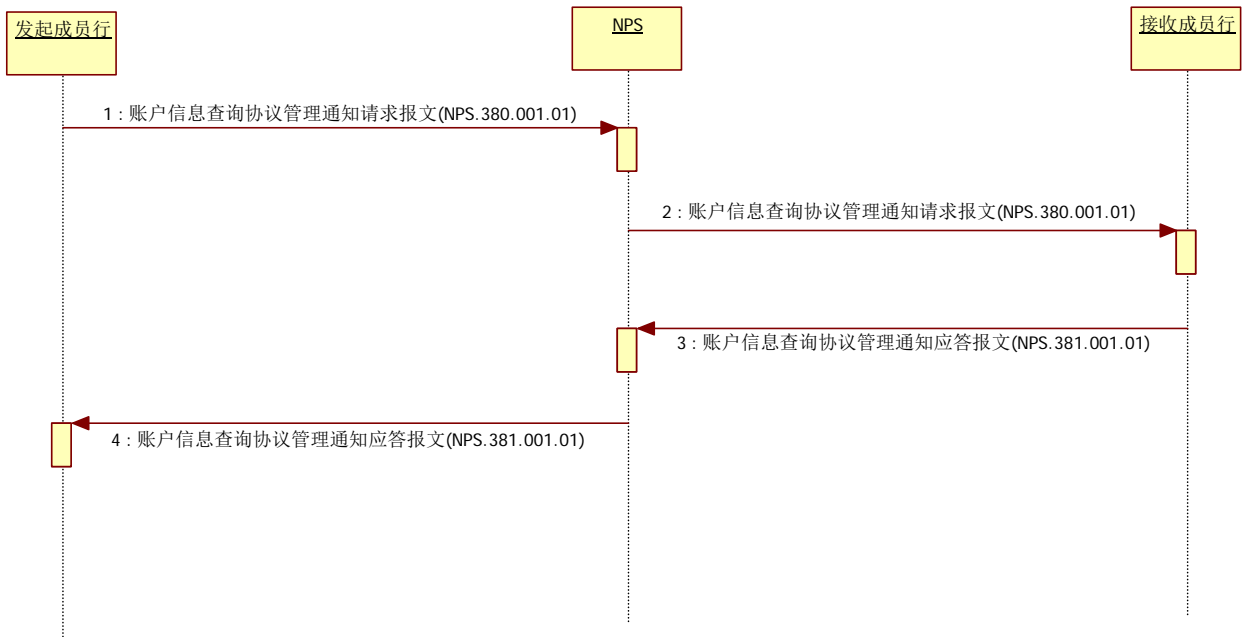 发起成员行
NPS
接收成员行
1 : 账户信息查询协议管理通知请求报文(NPS.380.001.01)
2 : 账户信息查询协议管理通知请求报文(NPS.380.001.01)
3 : 账户信息查询协议管理通知应答报文(NPS.381.001.01)
4 : 账户信息查询协议管理通知应答报文(NPS.381.001.01)